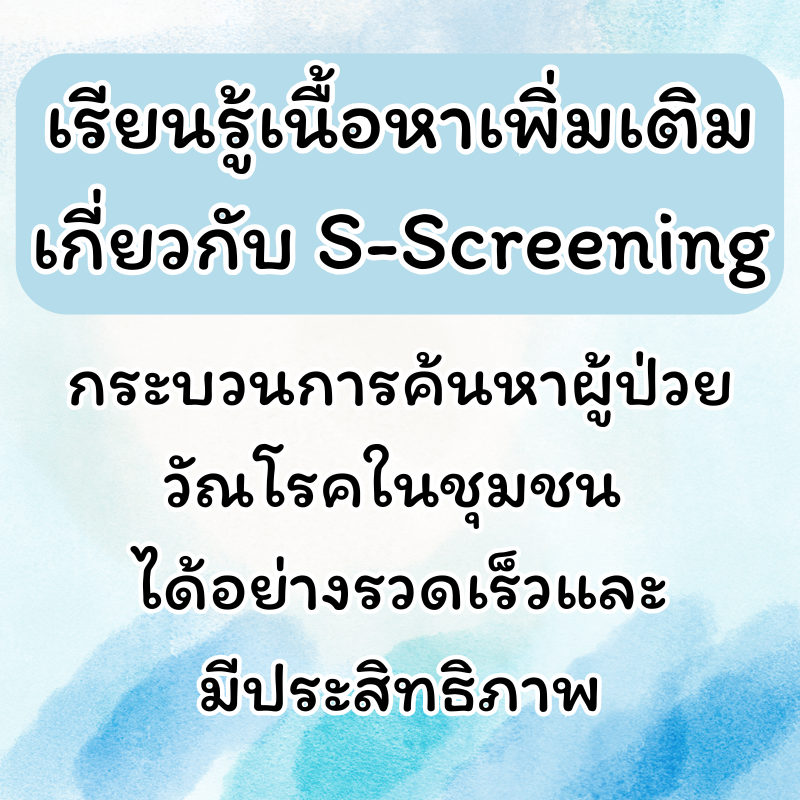 เรียนรู้เนื้อหาเพิ่มเติม
เกี่ยวกับ S-Screening
กระบวนการค้นหาผู้ป่วย
วัณโรคในชุมชน
ได้อย่างรวดเร็วและ
มีประสิทธิภาพ